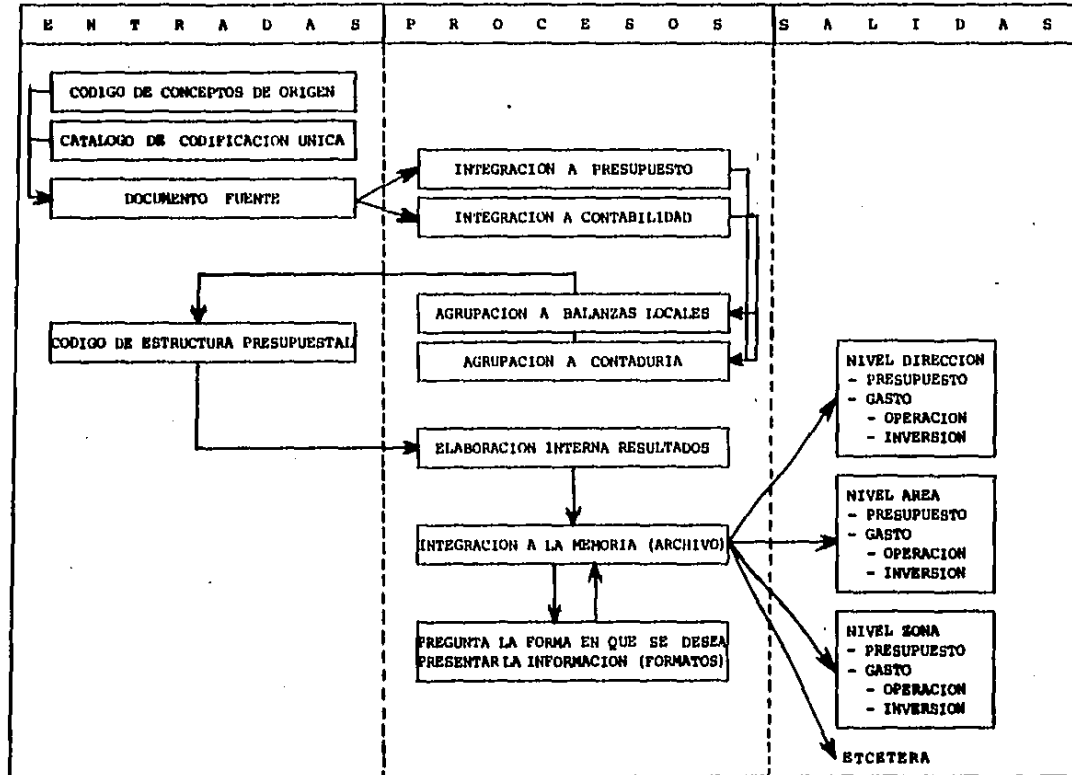 E N T R A D A S
P R O C E S O S
S A L I D A S
CODIGO DE CONCEPTOS DE ORIGEN
CATALOGO DE CODIFICACION UNICA
DOCUMENTO FUENTE
INTEGRACION A PRESUPUESTO
INTEGRACION A CONTABILIDAD
AGRUPACION A BALANZAS LOCALES
CODIGO DE ESTRUCTURA PRESUPUESTAL
AGRUPACION A CONTADURIA
ELABORACION INTERNA RESULTADOS
INTEGRACION A LA MEMORIA (ARCHIVO)
PREGUNTA LA FORMA EN QUE SE DESEA
PRESENTAR LA INFORMACION (FORMATOS)
NIVEL DIRECCION
- PRESUPUESTO
- GASTO
- OPERACION
- INVERSION
NIVEL AREA
- PRESUPUESTO
- GASTO
- OPERACION
- INVERSION
NIVEL ZONA
- PRESUPUESTO
- GASTO
- OPERACION
- INVERSION
ETCETERA